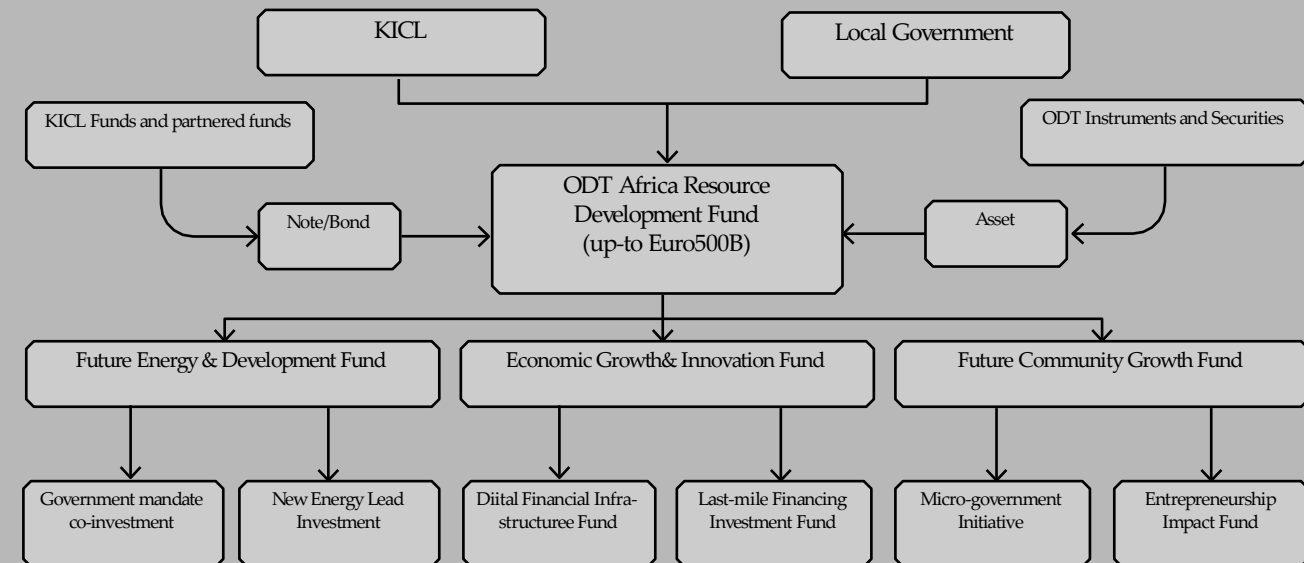 KICL
Local Government
KICL Funds and partnered funds
ODT Instruments and Securities
ODT Africa Resource
Development Fund
(up-to Euro500B)
Note/Bond
Asset
Future Energy & Development Fund
Economic Growth& Innovation Fund
Future Community Growth Fund
Government mandate
co-investment
New Energy Lead
Investment
Diital Financial Infra-
structuree Fund
Last-mile Financing
Investment Fund
Micro-government
Initiative
Entrepreneurship
Impact Fund